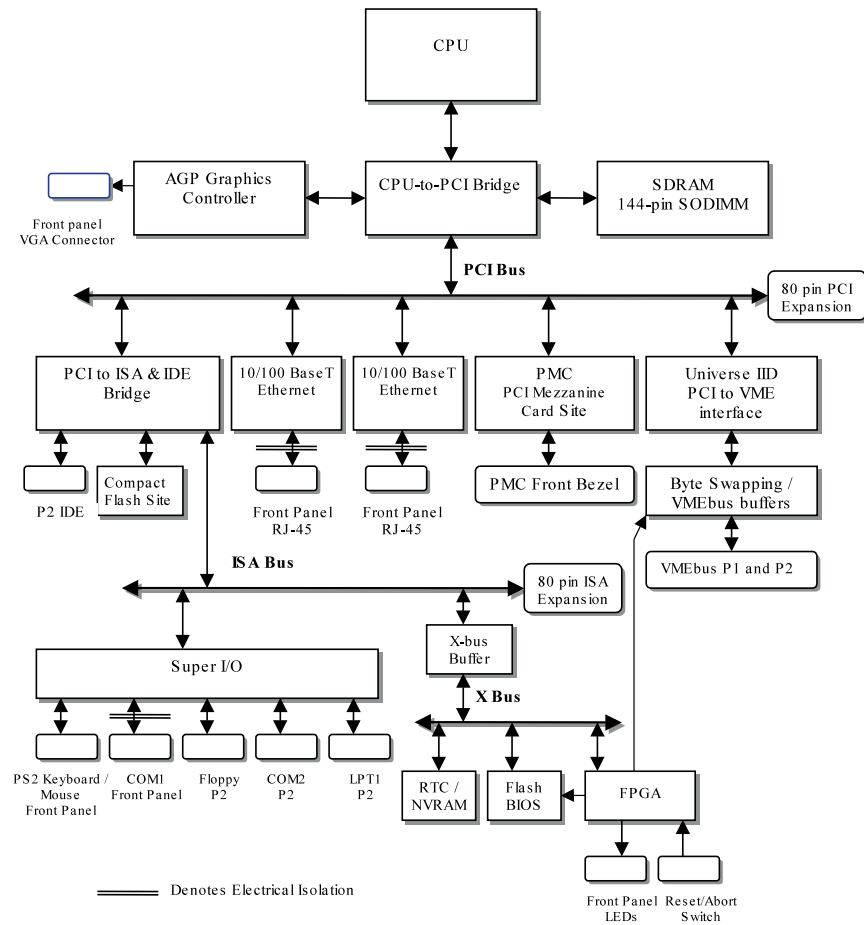 CPU
AGP Graphics
Controller
CPU-to-PCI Bridge
SDRAM
144-pin SODIMM
Front panel
VGA Connector
PCI Bus
80 pin PCI
Expansion
PCI to ISA & IDE
Bridge
10/100 BaseT
Ethernet
10/100 BaseT
Ethernet
PMC
PCI Mezzanine
Card Site
Universe IID
PCI to VME
interface
P2 IDE
Compact
Flash Site
Front Panel
RJ-45
Front Panel
RJ-45
PMC Front Bezel
Byte Swapping /
VMEbus buffers
VMEbus P1 and P2
ISA Bus
80 pin ISA
Expansion
Super I/O
X-bus
Buffer
X Bus
PS2 Keyboard /
Mouse
Front Panel
COM1
Front Panel
Floppy
P2
COM2
P2
LPT1
P2
RTC /
NVRAM
Flash
BIOS
FPGA
Front Panel
LEDs
Reset/Abort
Switch
Denotes Electrical Isolation